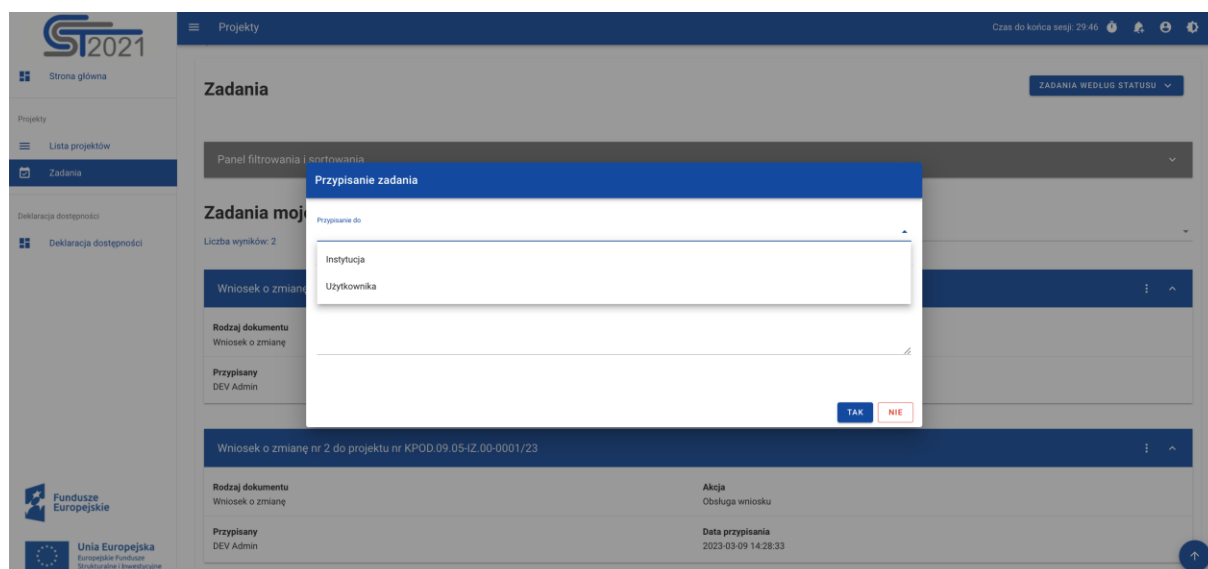 ST2021
Projekty
Czas do końca sesji: 29:46
Strona główna
Projekty
Lista projektów
Zadania
Deklaracja dostępności
Deklaracja dostępności
Fundusze
Europejskie
Unia Europejska
Europejskie Fundusze
Strukturalne i Inwestycyjne
Zadania
ZADANIA WEDŁUG STATUSU
Panel filtrowania i sortowania
Zadania moj
Liczba wyników: 2
Wniosek o zmianę
Rodzaj dokumentu
Wniosek o zmianę
Przypisany
DEV Admin
Przypisanie zadania
Przypisanie do
Instytucja
Użytkownika
TAK NIE
Wniosek o zmianę nr 2 do projektu nr KPOD.09.05-IZ.00-0001/23
Rodzaj dokumentu Akcja
Wniosek o zmianę Obsługa wniosku
Przypisany Data przypisania
DEV Admin 2023-03-09 14:28:33